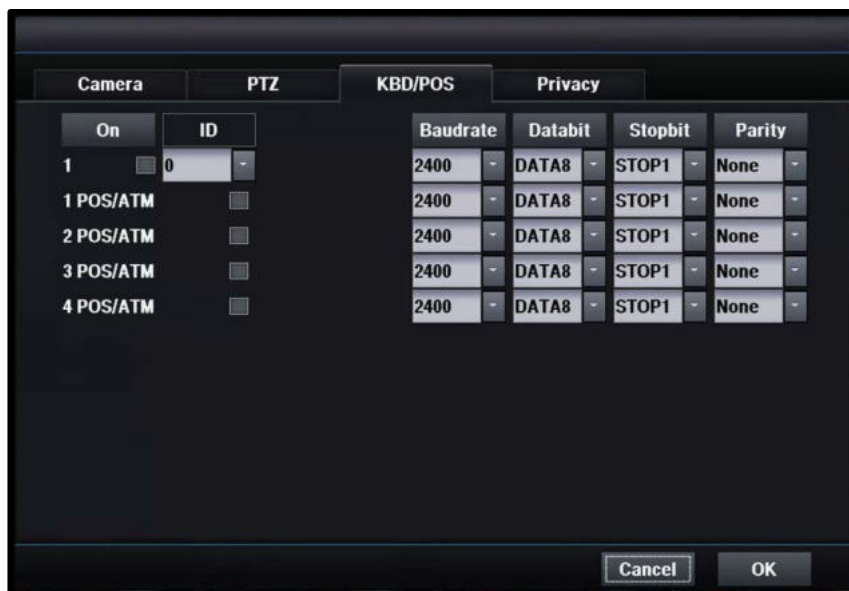 Camera PTZ KBD/POS Privacy
On ID Baudrate Databit Stopbit Parity
1 0 2400 DATA8 STOP1 None
1 POS/ATM 2400 DATA8 STOP1 None
2 POS/ATM 2400 DATA8 STOP1 None
3 POS/ATM 2400 DATA8 STOP1 None
4 POS/ATM 2400 DATA8 STOP1 None
Cancel OK